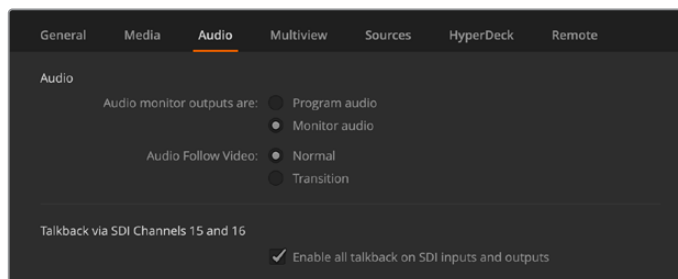 General Media Audio Multiview Sources HyperDeck Remote
Audio
Audio monitor outputs are: Program audio
Monitor audio
Audio Follow Video: Normal
Transition
Talkback via SDI Channels 15 and 16
Enable all talkback on SDI inputs and outputs